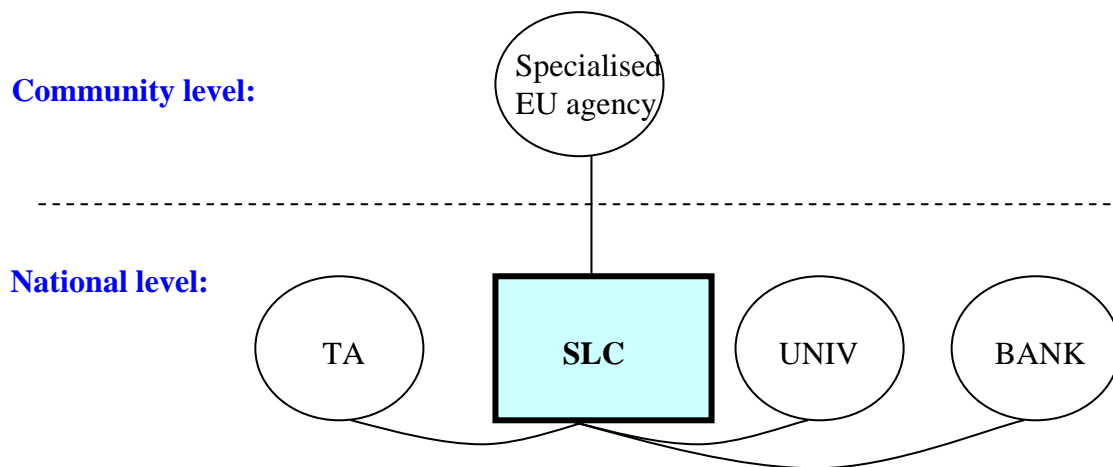 Specialised
EU agency
Community level:
National level:
TA
SLC
UNIV
BANK